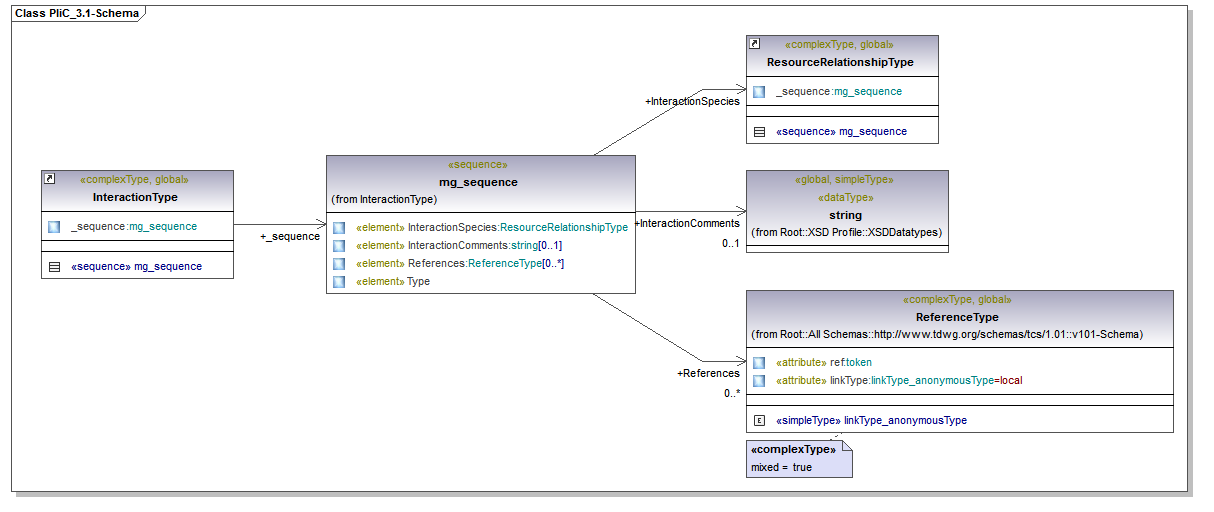 Class PliC_3.1-Schema
«complexType, global»
InteractionType
_sequence:mg_sequence
«sequence» mg_sequence
+_sequence
«sequence»
mg_sequence
(from InteractionType)
«element» InteractionSpecies:ResourceRelationshipType
«element» InteractionComments:string[0..1]
«element» References:ReferenceType[0..*]
«element» Type
+InteractionSpecies
«complexType, global»
ResourceRelationshipType
_sequence:mg_sequence
«sequence» mg_sequence
+InteractionComments
0..1
«global, simpleType»
«dataType»
string
(from Root::XSD Profile::XSDDatatypes)
+References
0..*
«complexType, global»
ReferenceType
(from Root::All Schemas::http://www.tdwg.org/schemas/tcs/1.01::v101-Schema)
«attribute» ref:token
«attribute» linkType:linkType_anonymousType=local
E «simpleType» linkType_anonymousType
«complexType»
mixed = true